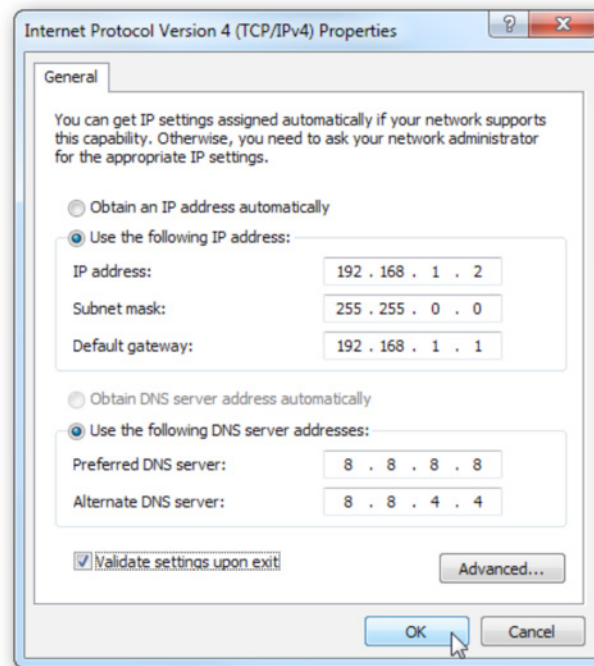 Internet Protocol Version 4 (TCP/IPv4) Properties
General
You can get IP settings assigned automatically if your network supports
this capability. Otherwise, you need to ask your network administrator
for the appropriate IP settings.
Obtain an IP address automatically
Use the following IP address:
IP address: 192 . 168 . 1 . 2
Subnet mask: 255 . 255 . 0 . 0
Default gateway: 192 . 168 . 1 . 1
Obtain DNS server address automatically
Use the following DNS server addresses:
Preferred DNS server: 8 . 8 . 8 . 8
Alternate DNS server: 8 . 8 . 4 . 4
Validate settings upon exit
Advanced...
OK Cancel